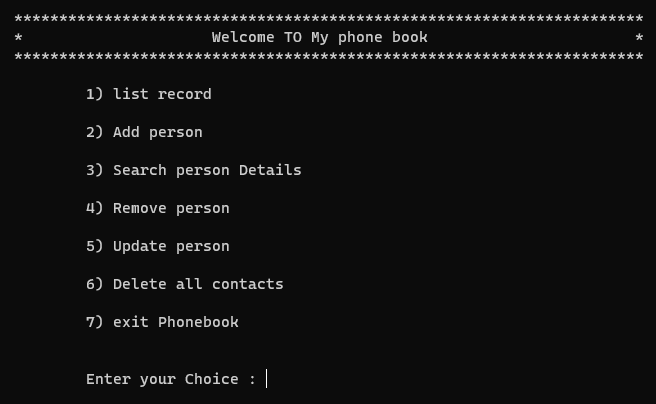 **********************************************************************
* Welcome TO My phone book *
**********************************************************************
1) list record
2) Add person
3) Search person Details
4) Remove person
5) Update person
6) Delete all contacts
7) exit Phonebook
Enter your Choice :